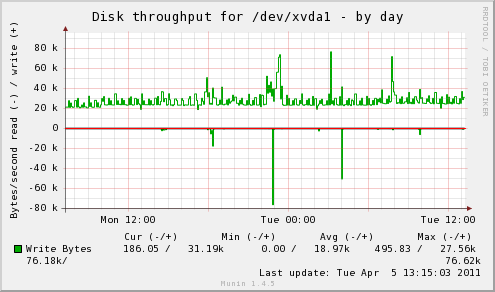 Disk throughput for /dev/xvda1 - by day
RRDTOOL / TOBI OETIKER
Bytes/second read (-) / write (+)
80 k
60 k
40 k
20 k
0
-20 k
-40 k
-60 k
-80 k
Mon 12:00 Tue 00:00 Tue 12:00
Cur (-/+) Min (-/+) Avg (-/+) Max (-/+)
Write Bytes 186.05 / 31.19k 0.00 / 18.97k 495.83 / 27.56k
76.18k/ 76.62k
Last update: Tue Apr 5 13:15:03 2011
Munin 1.4.5